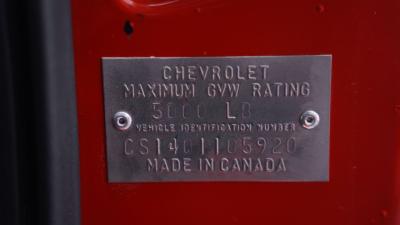 CHEVROLET
MAXIMUM GVW RATING
5000 LB
VEHICLE IDENTIFICATION NUMBER
CS1401105920
MADE IN CANADA